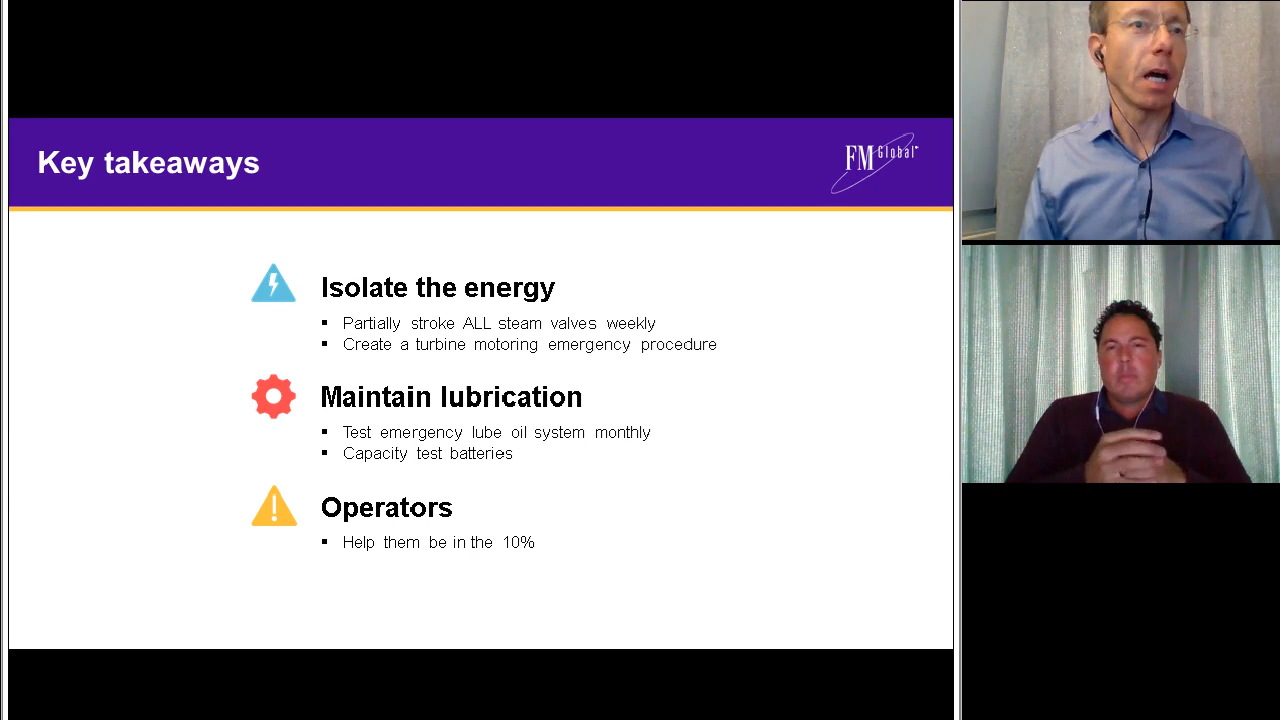 Key takeaways
FM Global
Isolate the energy
▪ Partially stroke ALL steam valves weekly
▪ Create a turbine motoring emergency procedure
Maintain lubrication
▪ Test emergency lube oil system monthly
▪ Capacity test batteries
Operators
▪ Help them be in the 10%